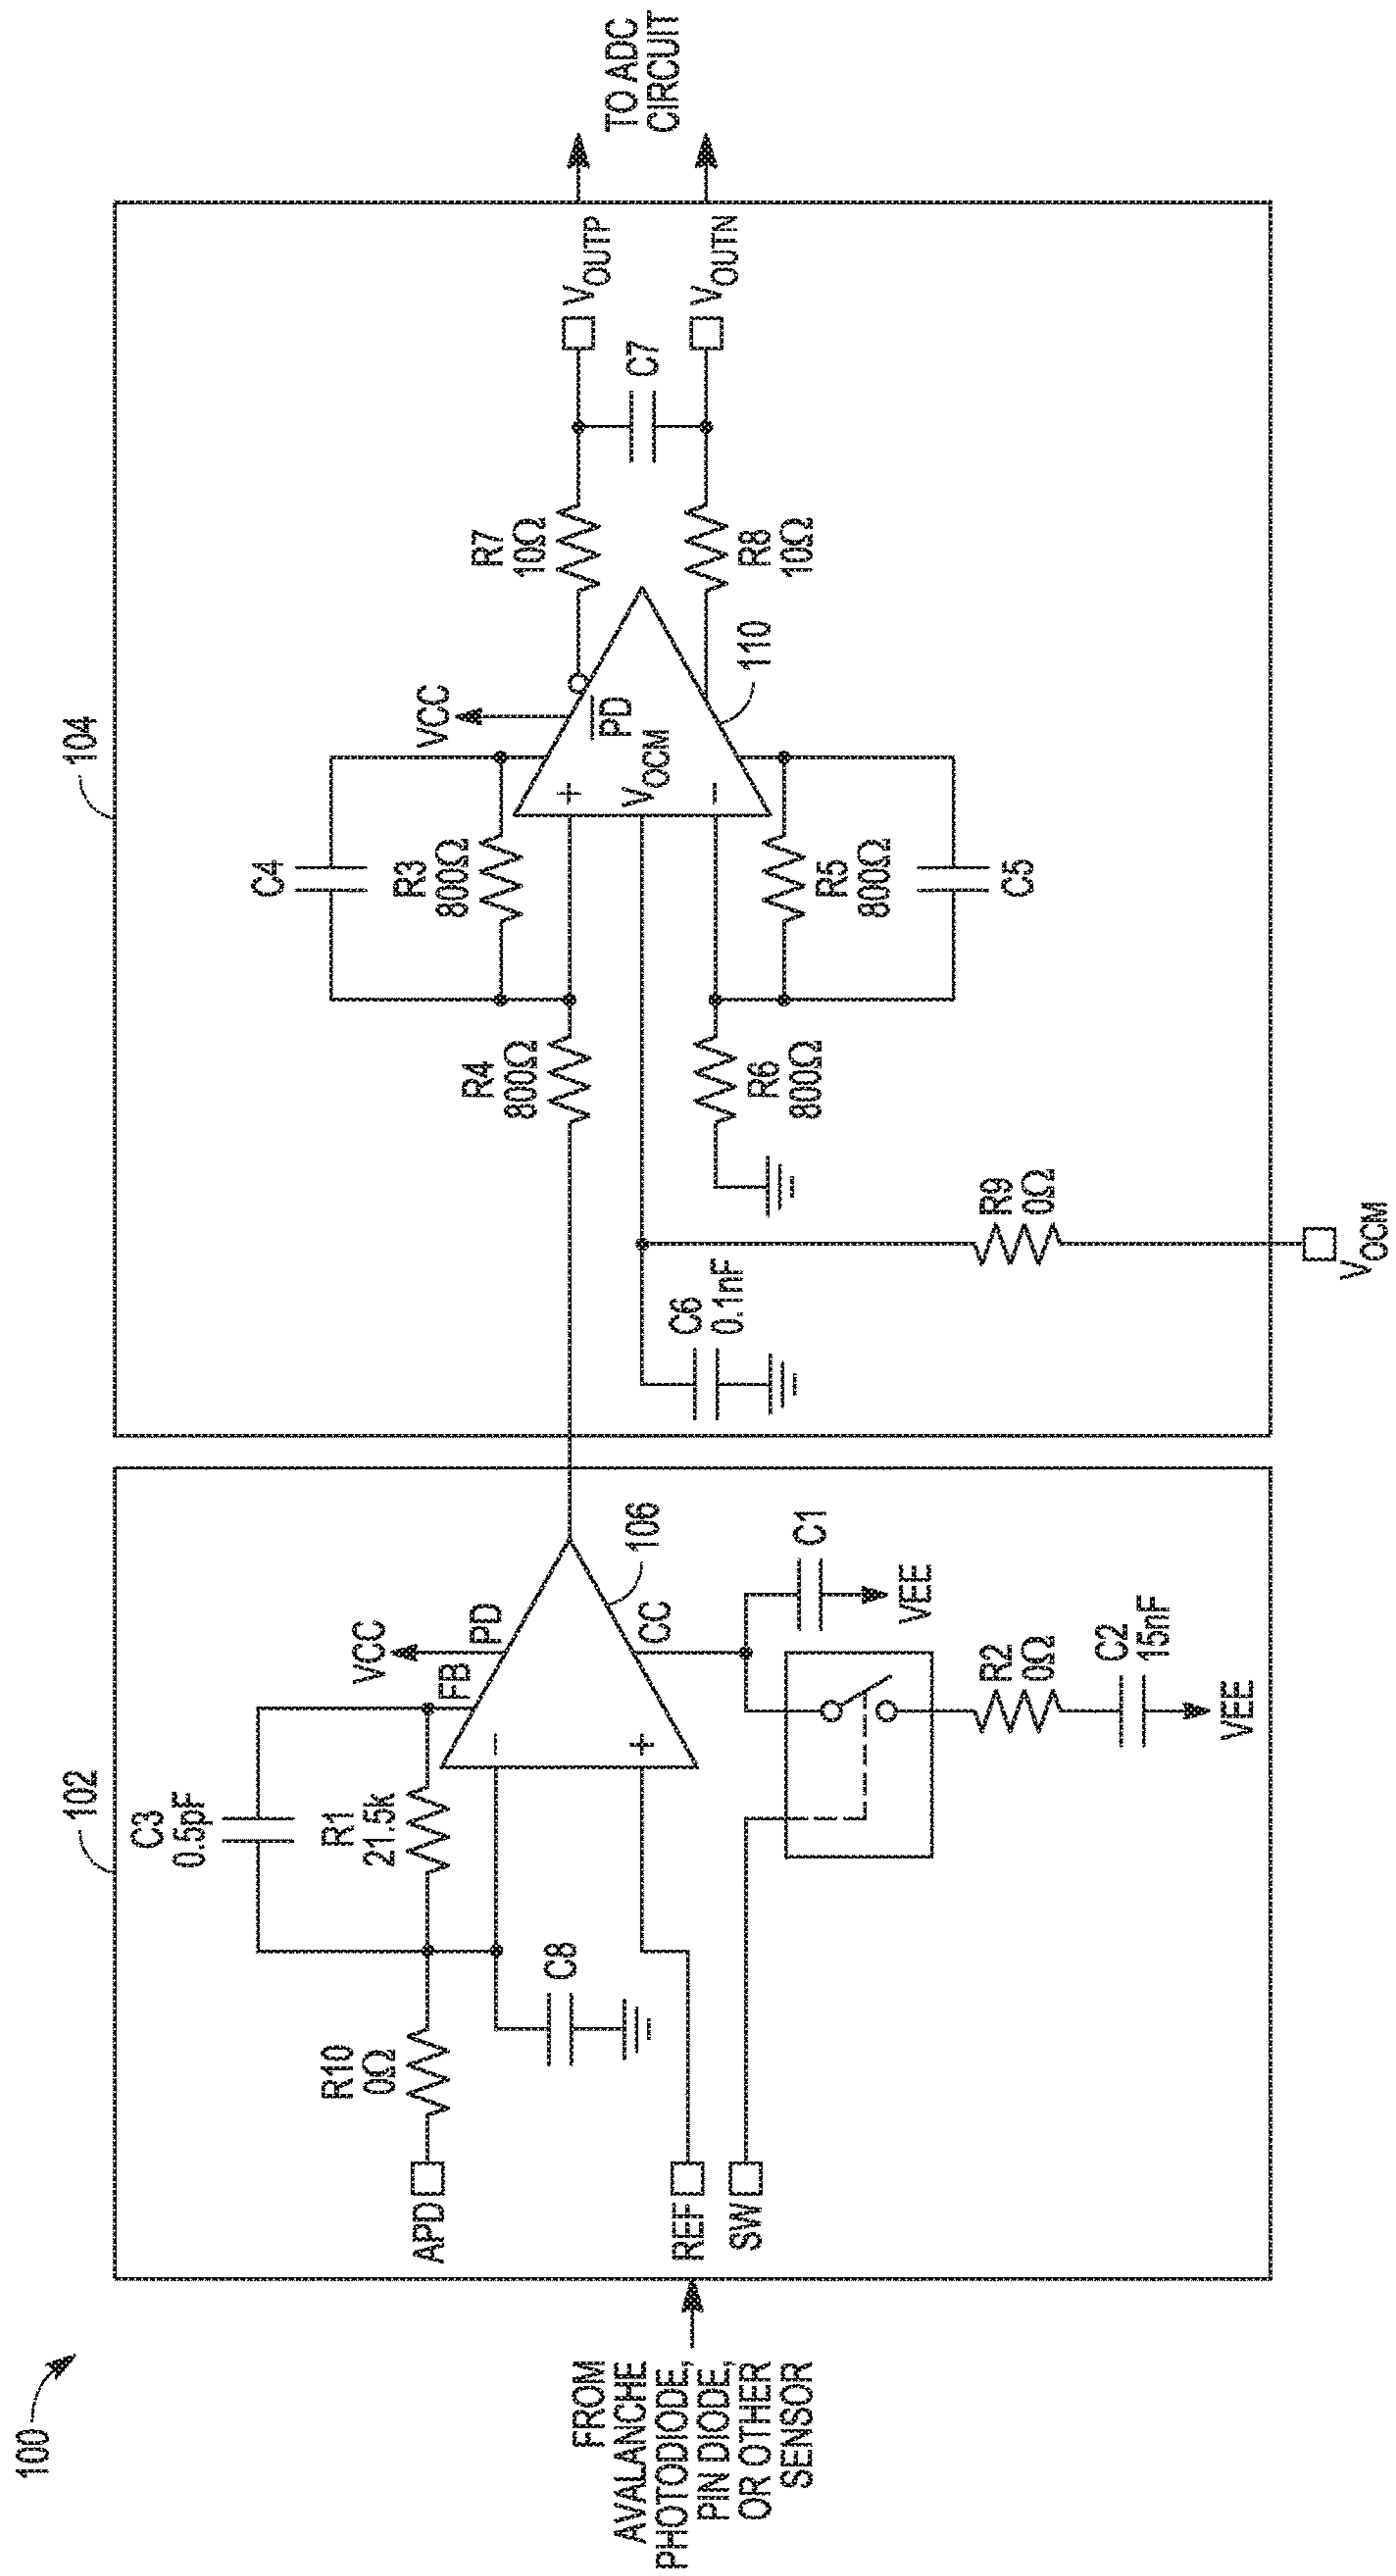 100
102
104
C3
0.5pF
R1
21.5k
VCC
FB
PD
R10
0Ω
APD
C8
106
CC
C1
VEE
REF
SW
R2
0Ω
C2
15nF
VEE
FROM
AVALANCHE
PHOTODIODE,
PIN DIODE,
OR OTHER
SENSOR
C4
R3
800Ω
VCC
R4
800Ω
+
−
+
−
PD
VOCM
110
R7
10Ω
R8
10Ω
C7
VOUTP
VOUTN
TO ADC
CIRCUIT
R6
800Ω
R5
800Ω
C5
C6
0.1nF
R9
0Ω
VOCM